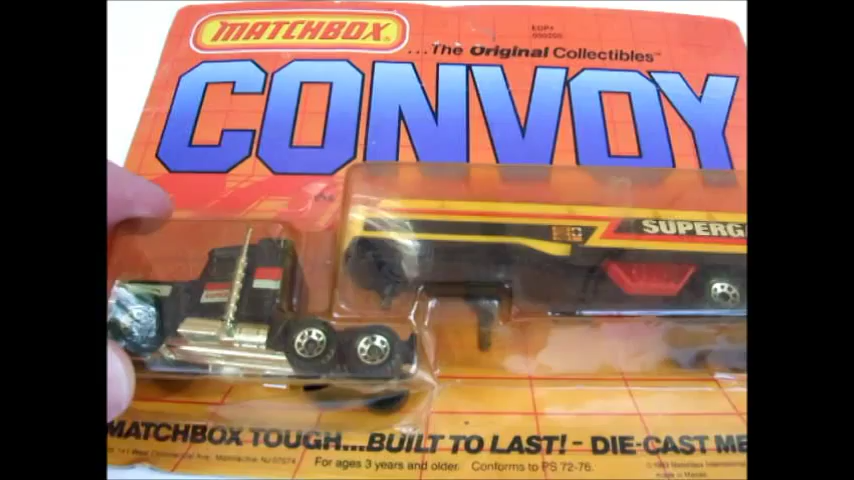 MATCHBOX
...The Original Collectibles™
CONVOY
SUPERG
MATCHBOX TOUGH...BUILT TO LAST! - DIE-CAST ME
For ages 3 years and older. Conforms to PS 72-76.